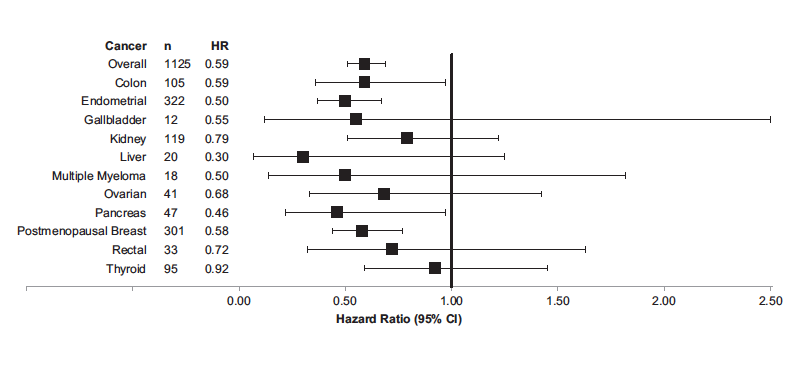 Cancer n HR
Overall 1125 0.59
Colon 105 0.59
Endometrial 322 0.50
Gallbladder 12 0.55
Kidney 119 0.79
Liver 20 0.30
Multiple Myeloma 18 0.50
Ovarian 41 0.68
Pancreas 47 0.46
Postmenopausal Breast 301 0.58
Rectal 33 0.72
Thyroid 95 0.92
0.00 0.50 1.00 1.50 2.00 2.50
Hazard Ratio (95% CI)